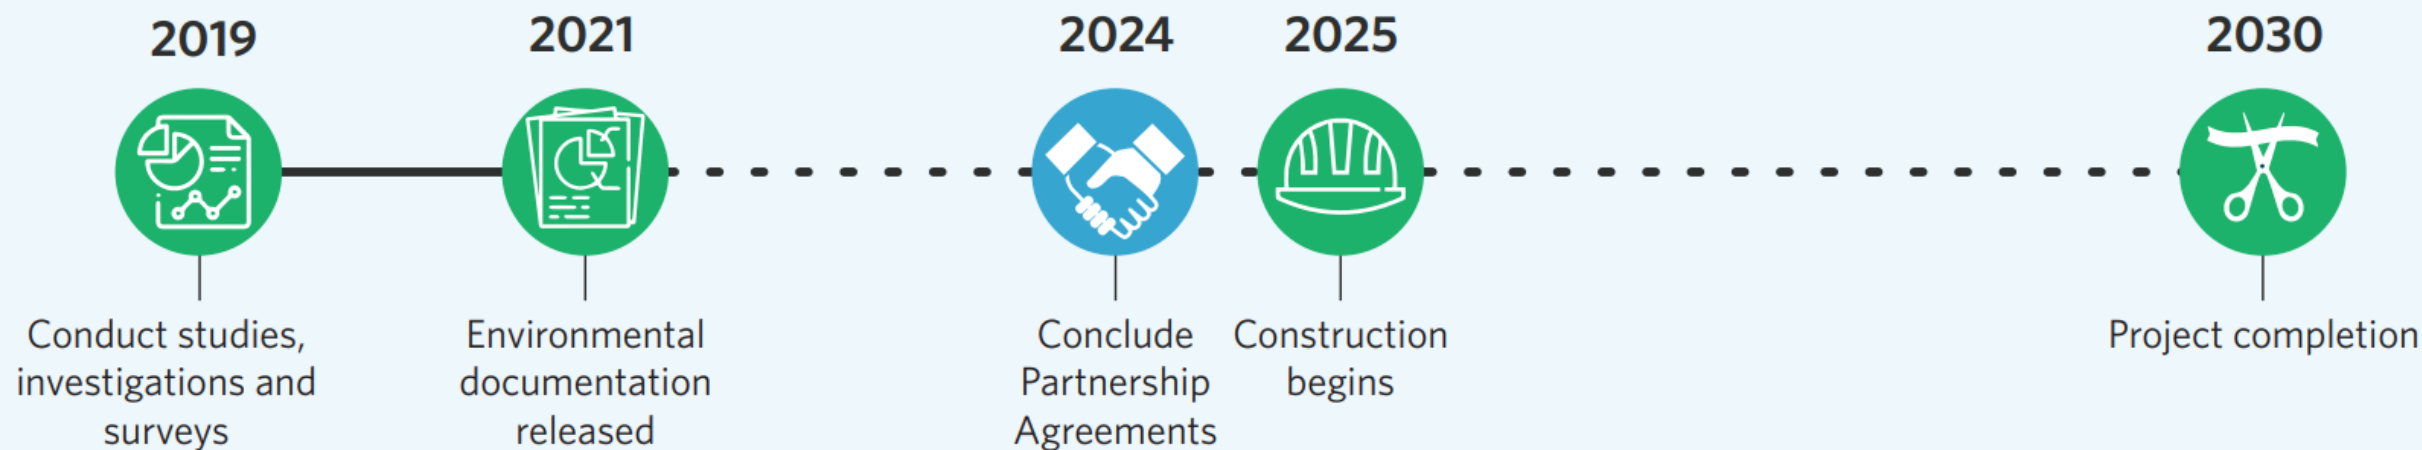 2019
Conduct studies,
investigations and
surveys
2021
Environmental
documentation
released
2024
Conclude
Partnership
Agreements
2025
Construction
begins
2030
Project completion